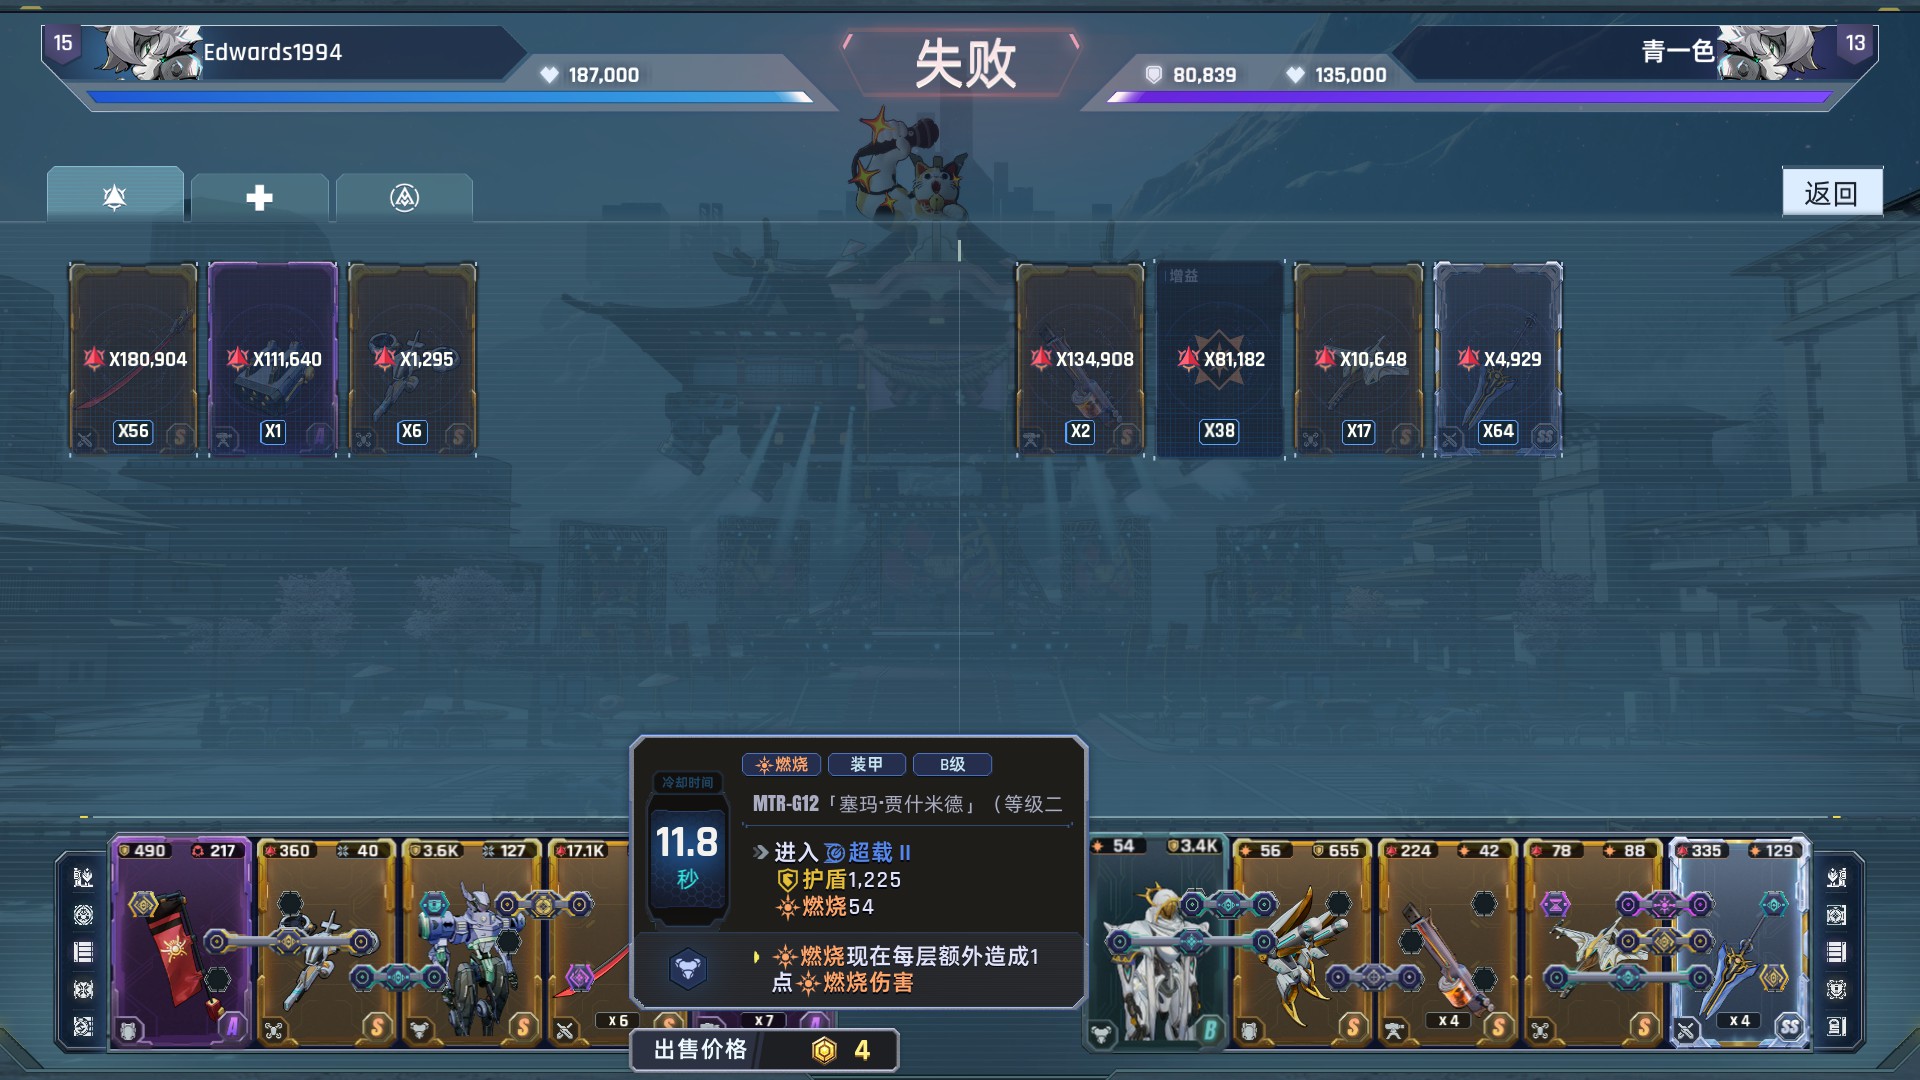 15
Edwards1994
187,000
失败
80,839
135,000
青一色
13
返回
X180,904
X56
S
X111,640
X1
A
X1,295
X6
S
X134,908
X2
S
增益
X81,182
X38
X10,648
X17
S
X4,929
X64
SS
燃烧
装甲
B级
冷却时间
11.8
秒
MTR-G12「塞玛·贾什米德」（等级二
进入超载 II
护盾1,225
燃烧54
燃烧现在每层额外造成1
点燃烧伤害
出售价格
4
490 217
A
360 40
S
3.6K 127
S
17.1K
x 6
S
x 7
A
54 3.4K
B
56 655
S
224 42
x 4
S
78 88
S
335 129
x 4
SS